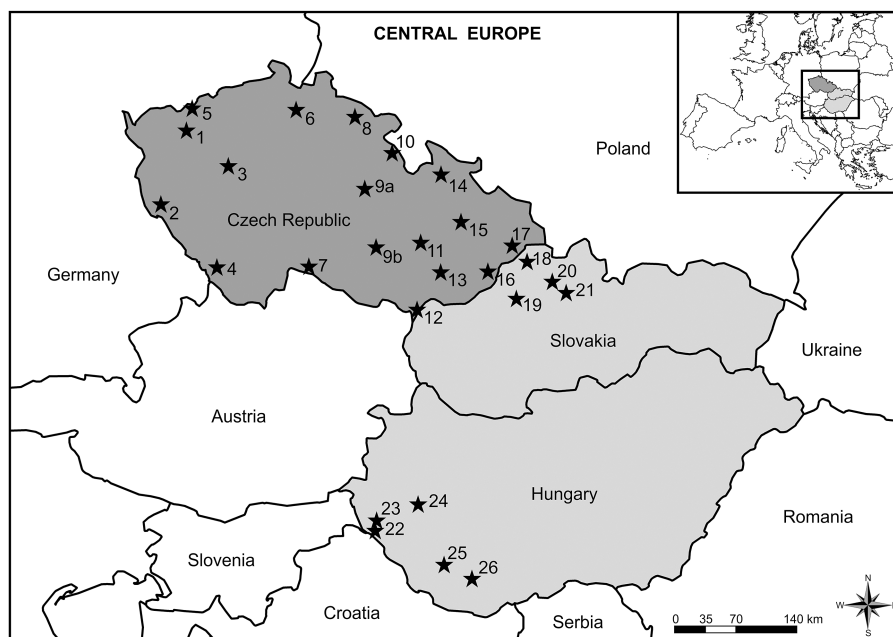 CENTRAL EUROPE
5
6
8
1
10
Poland
3
14
9a
2
Czech Republic
15
17
11
9b
18
Germany
4
7
13
16
20
21
19
12
Slovakia
Ukraine
Austria
Hungary
24
23
22
Romania
Slovenia
25
26
Croatia
Serbia
N
W E
S
0 35 70 140 km